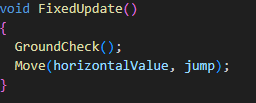 void FixedUpdate()
{
GroundCheck();
Move(horizontalValue, jump);
}